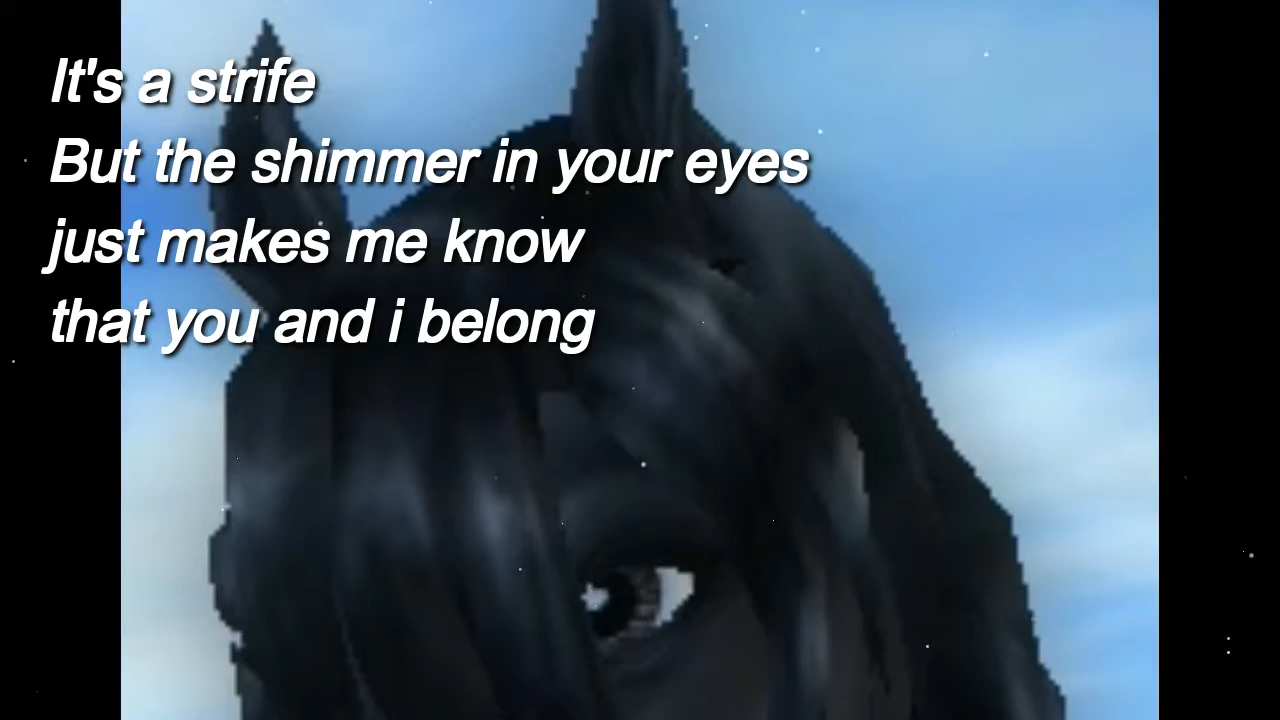 It's a strife
But the shimmer in your eyes
just makes me know
that you and i belong